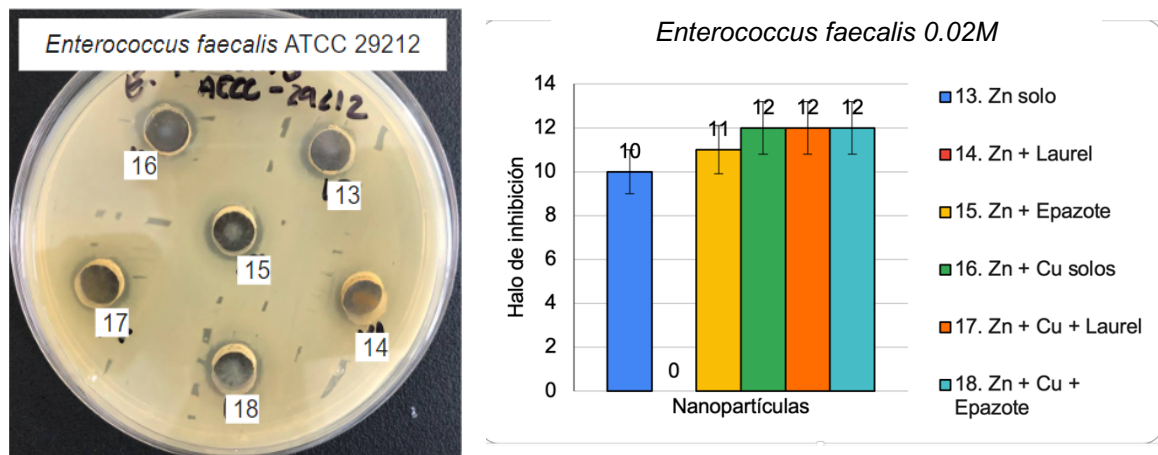 Enterococcus faecalis ATCC 29212
E.
ACCC-29212
16
13
15
17
14
18
Enterococcus faecalis 0.02M
Halo de inhibición
14
12
10
8
6
4
2
0
10
0
11
12
12
12
Nanopartículas
13. Zn solo
14. Zn + Laurel
15. Zn + Epazote
16. Zn + Cu solos
17. Zn + Cu + Laurel
18. Zn + Cu +
Epazote